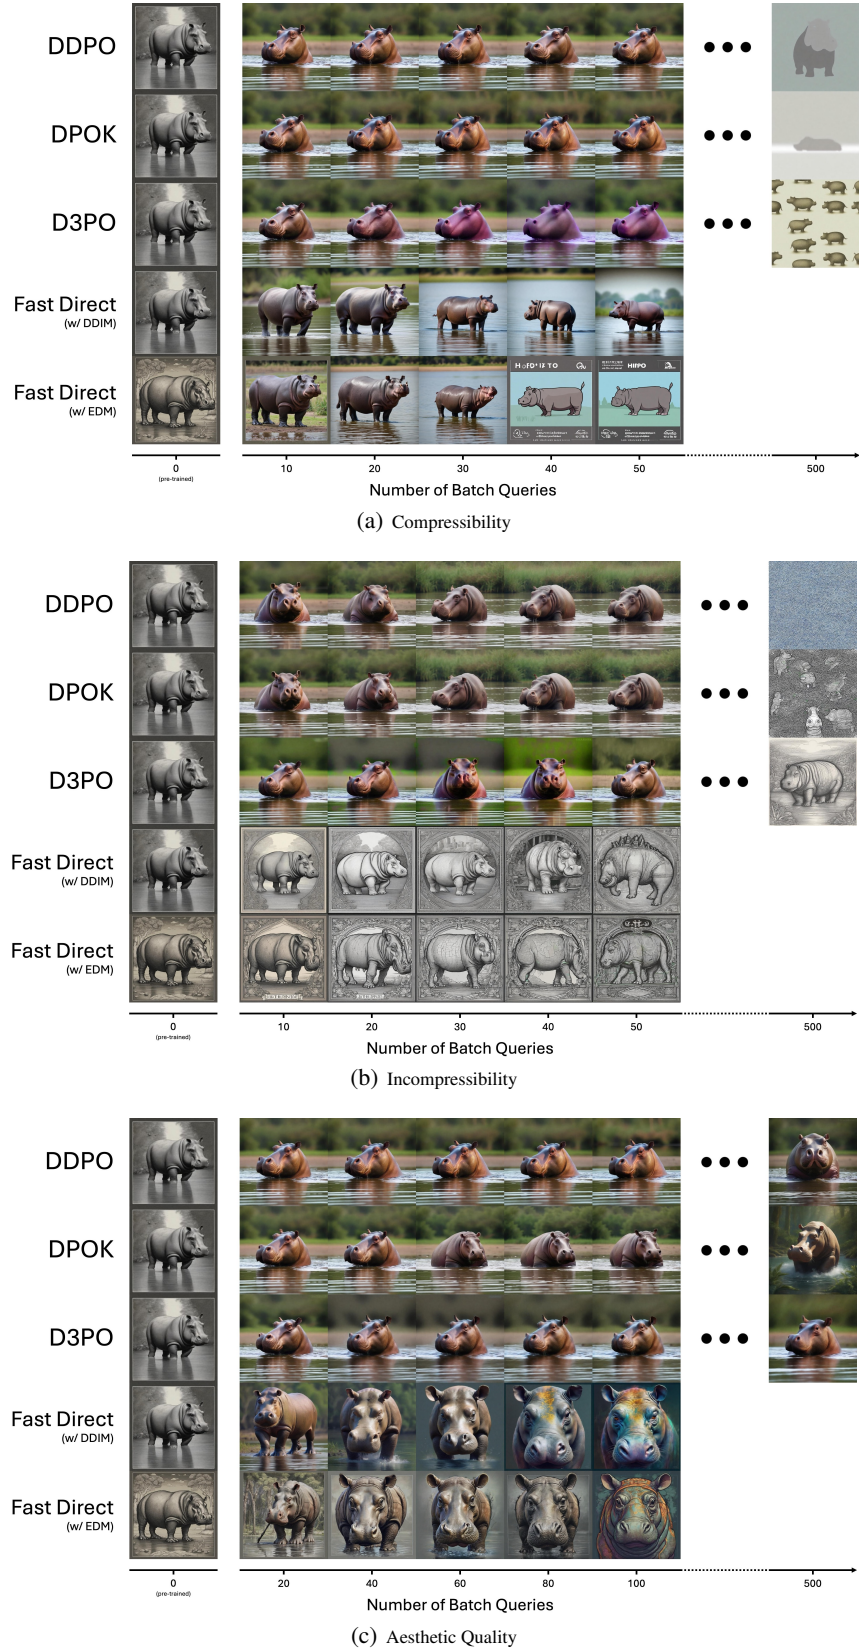 DDPO
DPOK
D3PO
Fast Direct
(w/ DDIM)
Fast Direct
(w/ EDM)
HIPPO
0
(pre-trained)
10
20
30
40
50
500
Number of Batch Queries
(a) Compressibility
DDPO
DPOK
D3PO
Fast Direct
(w/ DDIM)
Fast Direct
(w/ EDM)
0
(pre-trained)
10
20
30
40
50
500
Number of Batch Queries
(b) Incompressibility
DDPO
DPOK
D3PO
Fast Direct
(w/ DDIM)
Fast Direct
(w/ EDM)
0
(pre-trained)
20
40
60
80
100
500
Number of Batch Queries
(c) Aesthetic Quality